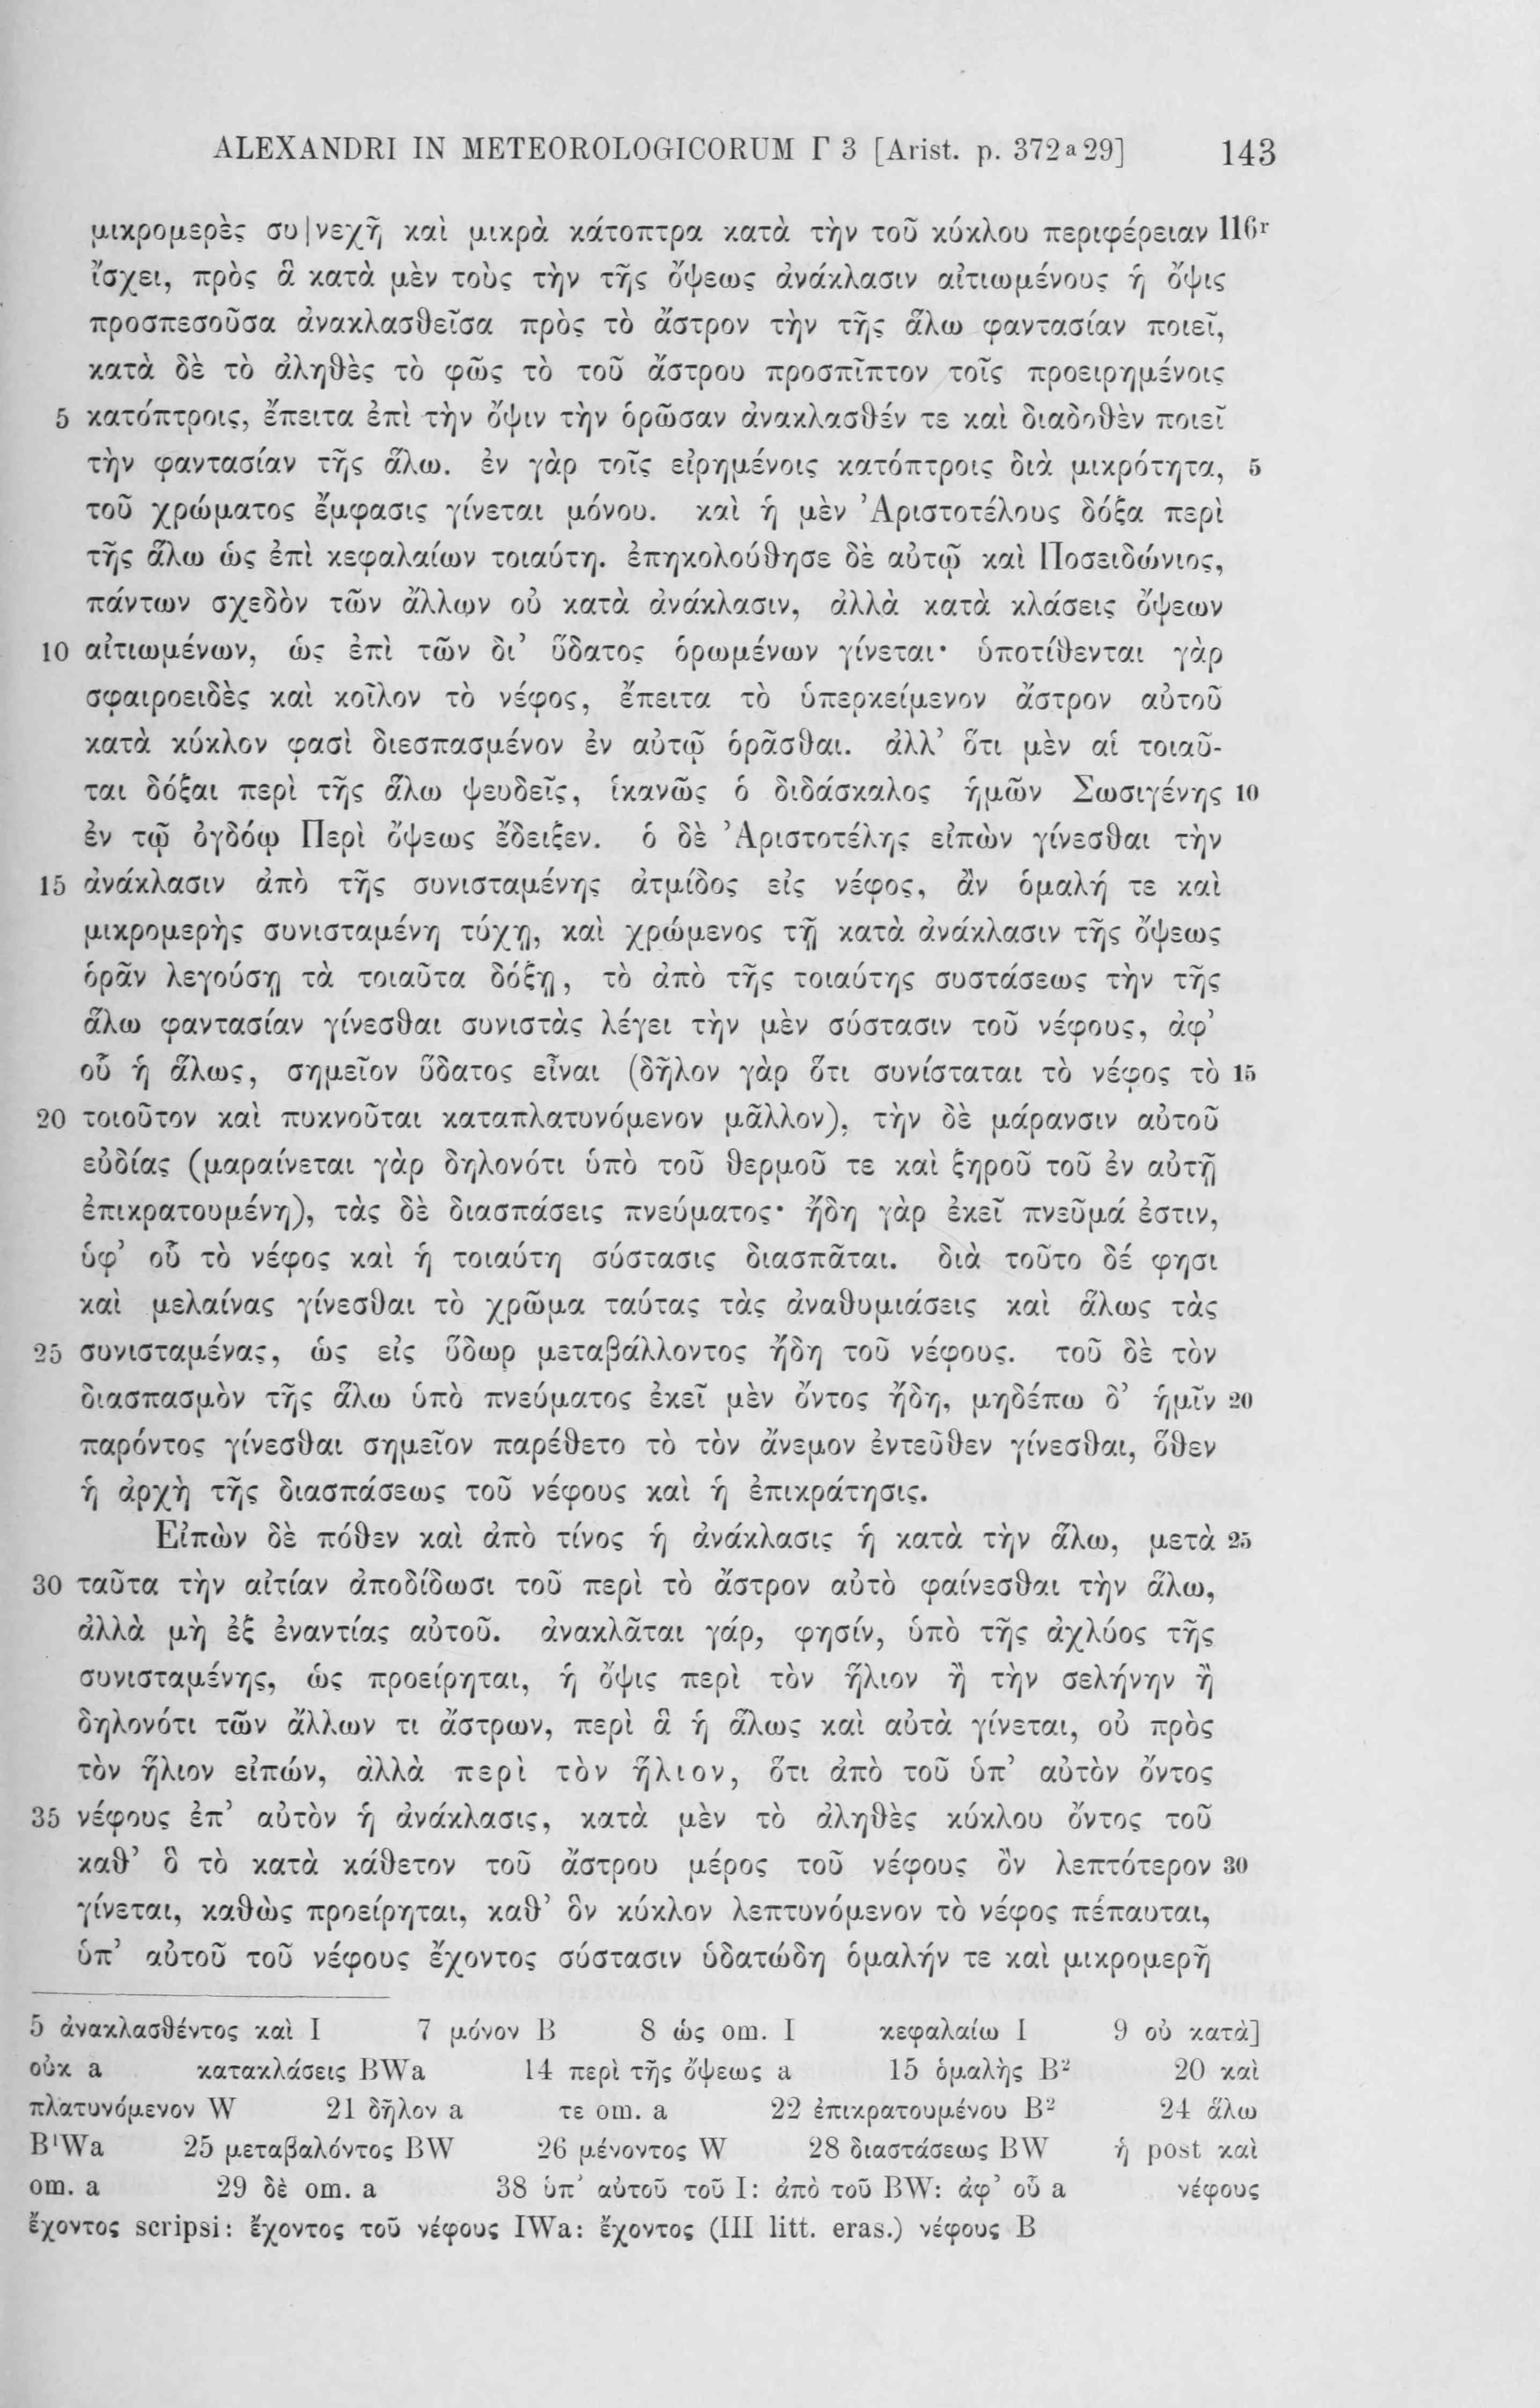 ALEXANDRI IN METEOROLOGICORUM Γ 3 [Arist. p. 372 a 29] 143
μικρομερὲς συ|νεχῆ καὶ μικρὰ κάτοπτρα κατὰ τὴν τοῦ κύκλου περιφέρειαν 116r
ἴσχει, πρὸς ἃ κατὰ μὲν τοὺς τὴν τῆς ὄψεως ἀνάκλασιν αἰτιωμένους ἡ ὄψις
προσπεσοῦσα ἀνακλασθεῖσα πρὸς τὸ ἄστρον τὴν τῆς ἅλω φαντασίαν ποιεῖ,
κατὰ δὲ τὸ ἀληθὲς τὸ φῶς τὸ τοῦ ἄστρου προσπῖπτον τοῖς προειρημένοις
5 κατόπτροις, ἔπειτα ἐπὶ τὴν ὄψιν τὴν ὁρῶσαν ἀνακλασθέν τε καὶ διαδοθὲν ποιεῖ
τὴν φαντασίαν τῆς ἅλω. ἐν γὰρ τοῖς εἰρημένοις κατόπτροις διὰ μικρότητα, 5
τοῦ χρώματος ἔμφασις γίνεται μόνου. καὶ ἡ μὲν Ἀριστοτέλους δόξα περὶ
τῆς ἅλω ὡς ἐπὶ κεφαλαίων τοιαύτη. ἐπηκολούθησε δὲ αὐτῷ καὶ Ποσειδώνιος,
πάντων σχεδὸν τῶν ἄλλων οὐ κατὰ ἀνάκλασιν, ἀλλὰ κατὰ κλάσεις ὄψεων
10 αἰτιωμένων, ὡς ἐπὶ τῶν δι’ ὕδατος ὁρωμένων γίνεται· ὑποτίθενται γὰρ
σφαιροειδὲς καὶ κοῖλον τὸ νέφος, ἔπειτα τὸ ὑπερκείμενον ἄστρον αὐτοῦ
κατὰ κύκλον φασὶ διεσπασμένον ἐν αὐτῷ ὁρᾶσθαι. ἀλλ’ ὅτι μὲν αἱ τοιαῦ-
ται δόξαι περὶ τῆς ἅλω ψευδεῖς, ἱκανῶς ὁ διδάσκαλος ἡμῶν Σωσιγένης 10
ἐν τῷ ὀγδόῳ Περὶ ὄψεως ἔδειξεν. ὁ δὲ Ἀριστοτέλης εἰπὼν γίνεσθαι τὴν
15 ἀνάκλασιν ἀπὸ τῆς συνισταμένης ἀτμίδος εἰς νέφος, ἂν ὁμαλή τε καὶ
μικρομερὴς συνισταμένη τύχῃ, καὶ χρώμενος τῇ κατὰ ἀνάκλασιν τῆς ὄψεως
ὁρᾶν λεγούσῃ τὰ τοιαῦτα δόξῃ, τὸ ἀπὸ τῆς τοιαύτης συστάσεως τὴν τῆς
ἅλω φαντασίαν γίνεσθαι συνιστὰς λέγει τὴν μὲν σύστασιν τοῦ νέφους, ἀφ’
οὗ ἡ ἅλως, σημεῖον ὕδατος εἶναι (δῆλον γὰρ ὅτι συνίσταται τὸ νέφος τὸ 15
20 τοιοῦτον καὶ πυκνοῦται καταπλατυνόμενον μᾶλλον), τὴν δὲ μάρανσιν αὐτοῦ
εὐδίας (μαραίνεται γὰρ δηλονότι ὑπὸ τοῦ θερμοῦ τε καὶ ξηροῦ τοῦ ἐν αὐτῇ
ἐπικρατουμένη), τὰς δὲ διασπάσεις πνεύματος· ἤδη γὰρ ἐκεῖ πνεῦμά ἐστιν,
ὑφ’ οὗ τὸ νέφος καὶ ἡ τοιαύτη σύστασις διασπᾶται. διὰ τοῦτο δέ φησι
καὶ μελαίνας γίνεσθαι τὸ χρῶμα ταύτας τὰς ἀναθυμιάσεις καὶ ἅλως τὰς
25 συνισταμένας, ὡς εἰς ὕδωρ μεταβάλλοντος ἤδη τοῦ νέφους. τοῦ δὲ τὸν
διασπασμὸν τῆς ἅλω ὑπὸ πνεύματος ἐκεῖ μὲν ὄντος ἤδη, μηδέπω δ’ ἡμῖν 20
παρόντος γίνεσθαι σημεῖον παρέθετο τὸ τὸν ἄνεμον ἐντεῦθεν γίνεσθαι, ὅθεν
ἡ ἀρχὴ τῆς διασπάσεως τοῦ νέφους καὶ ἡ ἐπικράτησις.
Εἰπὼν δὲ πόθεν καὶ ἀπὸ τίνος ἡ ἀνάκλασις ἡ κατὰ τὴν ἅλω, μετὰ 25
30 ταῦτα τὴν αἰτίαν ἀποδίδωσι τοῦ περὶ τὸ ἄστρον αὐτὸ φαίνεσθαι τὴν ἅλω,
ἀλλὰ μὴ ἐξ ἐναντίας αὐτοῦ. ἀνακλᾶται γάρ, φησίν, ὑπὸ τῆς ἀχλύος τῆς
συνισταμένης, ὡς προείρηται, ἡ ὄψις περὶ τὸν ἥλιον ἢ τὴν σελήνην ἢ
δηλονότι τῶν ἄλλων τι ἄστρων, περὶ ἃ ἡ ἅλως καὶ αὐτὰ γίνεται, οὐ πρὸς
τὸν ἥλιον εἰπών, ἀλλὰ περὶ τὸν ἥλιον, ὅτι ἀπὸ τοῦ ὑπ’ αὐτὸν ὄντος
35 νέφους ἐπ’ αὐτὸν ἡ ἀνάκλασις, κατὰ μὲν τὸ ἀληθὲς κύκλου ὄντος τοῦ
καθ’ ὃ τὸ κατὰ κάθετον τοῦ ἄστρου μέρος τοῦ νέφους ὂν λεπτότερον 30
γίνεται, καθὼς προείρηται, καθ’ ὃν κύκλον λεπτυνόμενον τὸ νέφος πέπαυται,
ὑπ’ αὐτοῦ τοῦ νέφους ἔχοντος σύστασιν ὑδατώδη ὁμαλήν τε καὶ μικρομερῆ
5 ἀνακλασθέντος καὶ I 7 μόνον B 8 ὡς om. I κεφαλαίω I 9 οὐ κατὰ]
οὐκ a κατακλάσεις BWa 14 περὶ τῆς ὄψεως a 15 ὁμαλὴς B² 20 καὶ
πλατυνόμενον W 21 δῆλον a τε om. a 22 ἐπικρατουμένου B² 24 ἅλω
B¹Wa 25 μεταβαλόντος BW 26 μένοντος W 28 διαστάσεως BW ἡ post καὶ
om. a 29 δὲ om. a 38 ὑπ’ αὐτοῦ τοῦ I: ἀπὸ τοῦ BW: ἀφ’ οὗ a νέφους
ἔχοντος scripsi: ἔχοντος τοῦ νέφους IWa: ἔχοντος (III litt. eras.) νέφους B